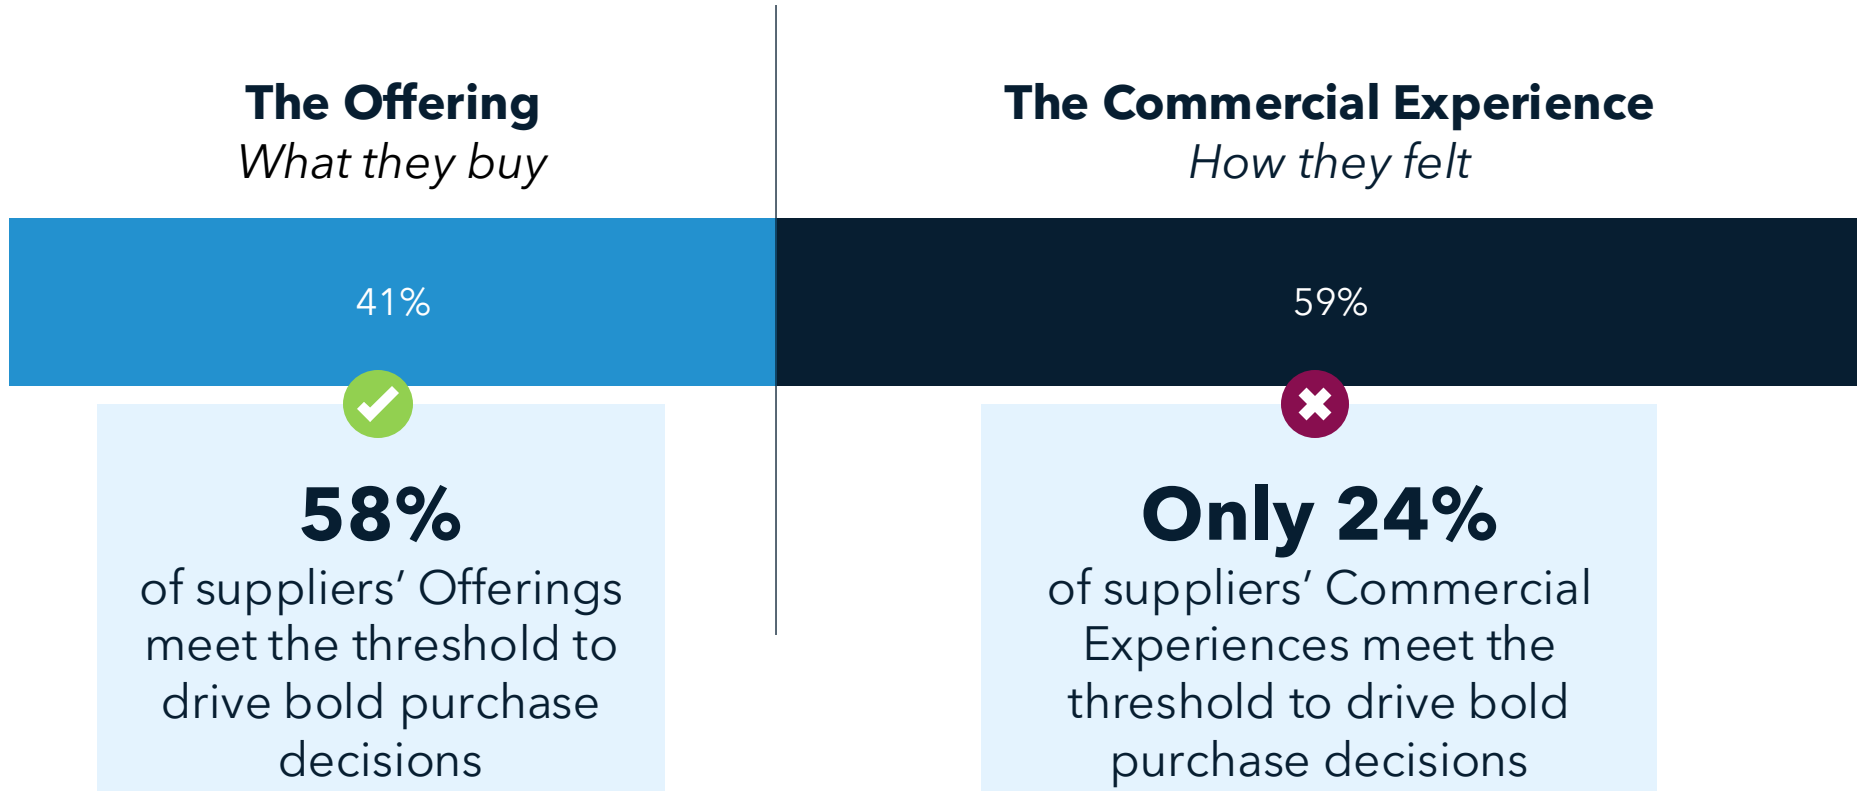 The Offering
What they buy
41%
58%
of suppliers’ Offerings
meet the threshold to
drive bold purchase
decisions
The Commercial Experience
How they felt
59%
Only 24%
of suppliers’ Commercial
Experiences meet the
threshold to drive bold
purchase decisions